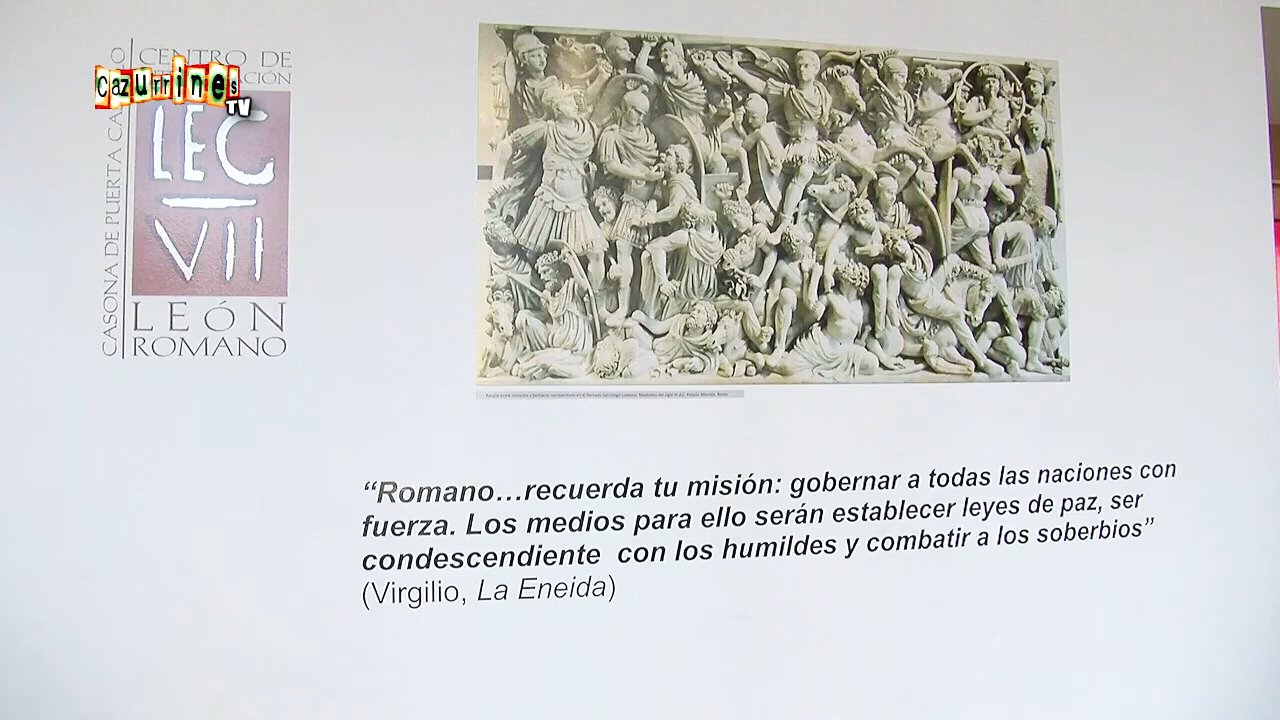 CENTRO DE
CAZURRINES
TV
CASONA DE PUERTA CA
LEG
VII
LEÓN
ROMANO
“Romano...recuerda tu misión: gobernar a todas las naciones con
fuerza. Los medios para ello serán establecer leyes de paz, ser
condescendiente con los humildes y combatir a los soberbios”
(Virgilio, La Eneida)